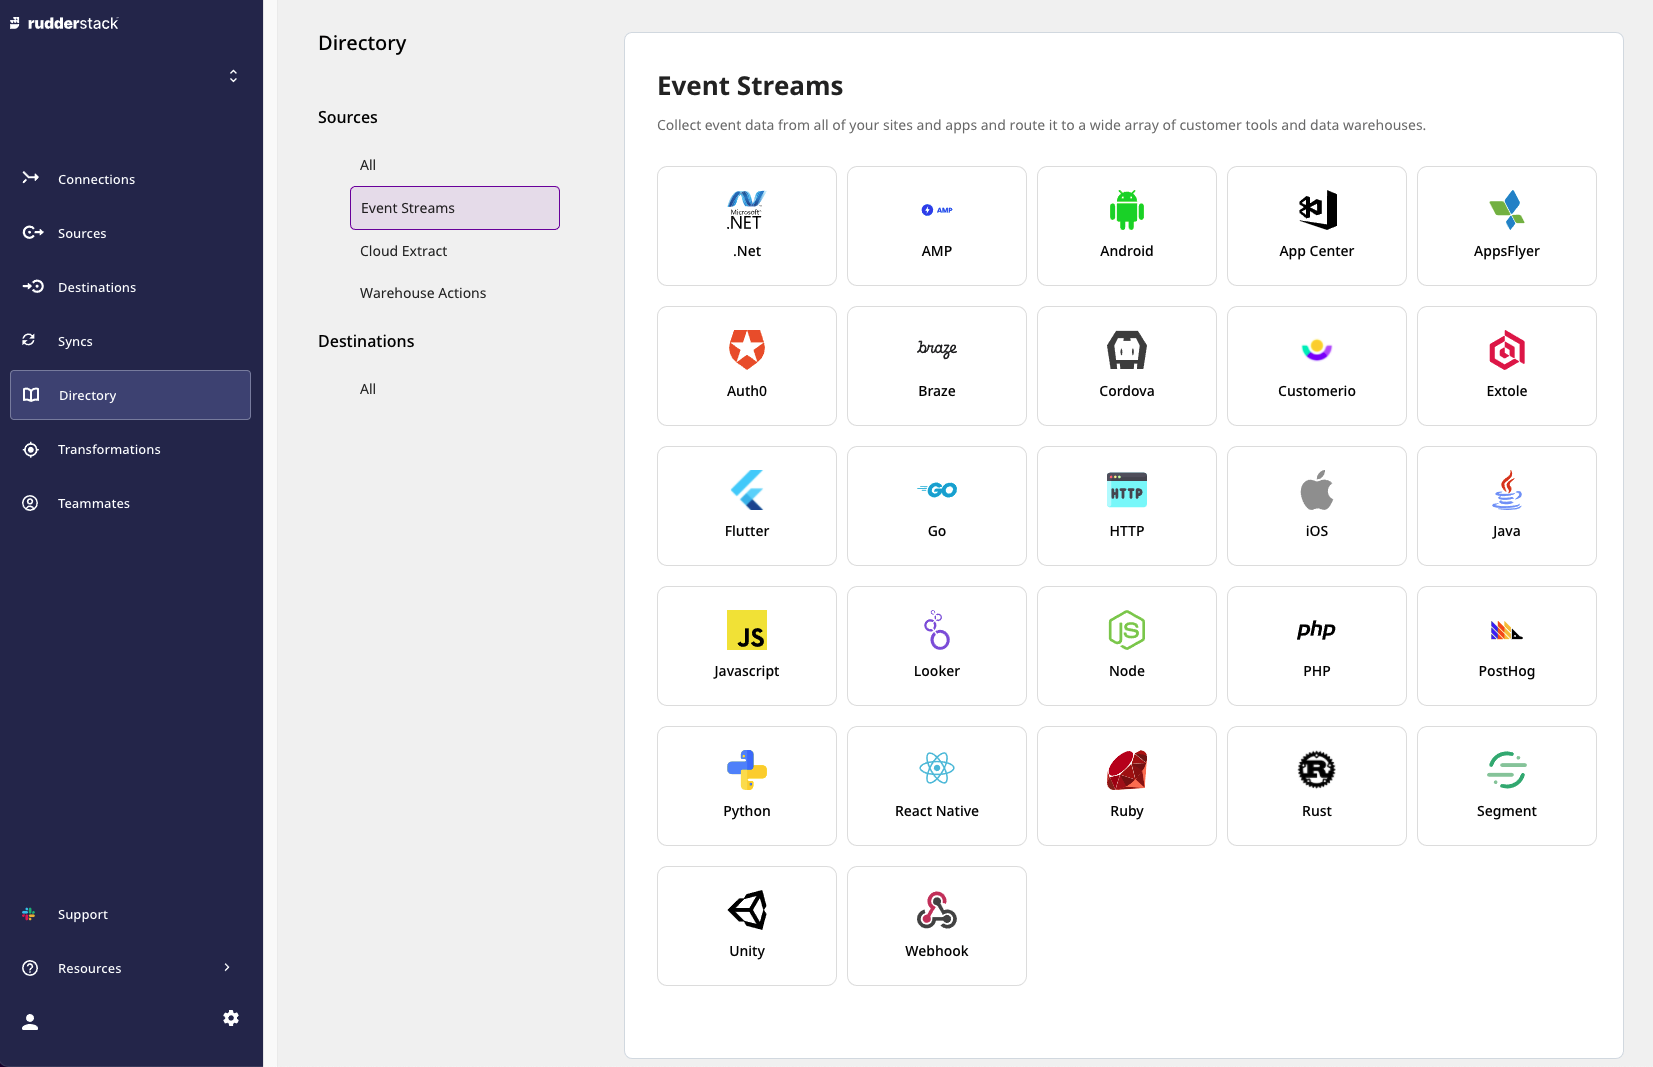 rudderstack
Connections
Sources
Destinations
Syncs
Directory
Transformations
Teammates
Support
Resources
Directory
Sources
All
Event Streams
Cloud Extract
Warehouse Actions
Destinations
All
Event Streams
Collect event data from all of your sites and apps and route it to a wide array of customer tools and data warehouses.
Microsoft
.NET
.Net
AMP
AMP
Android
App Center
AppsFlyer
Auth0
braze
Braze
Cordova
Customerio
Extole
Flutter
GO
Go
HTTP
HTTP
iOS
Java
JS
Javascript
Looker
JS
Node
php
PHP
PostHog
Python
React Native
Ruby
R
Rust
Segment
Unity
Webhook